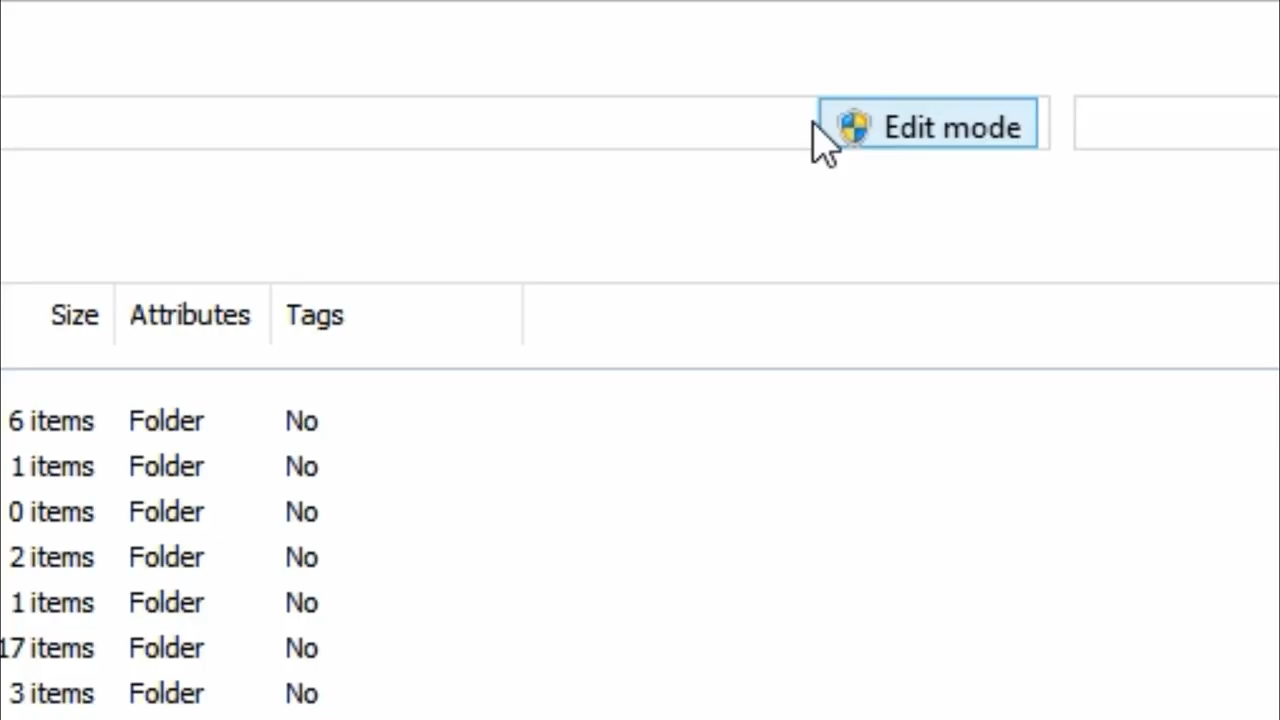 Edit mode
Size Attributes Tags
6 items Folder No
1 items Folder No
0 items Folder No
2 items Folder No
1 items Folder No
17 items Folder No
3 items Folder No